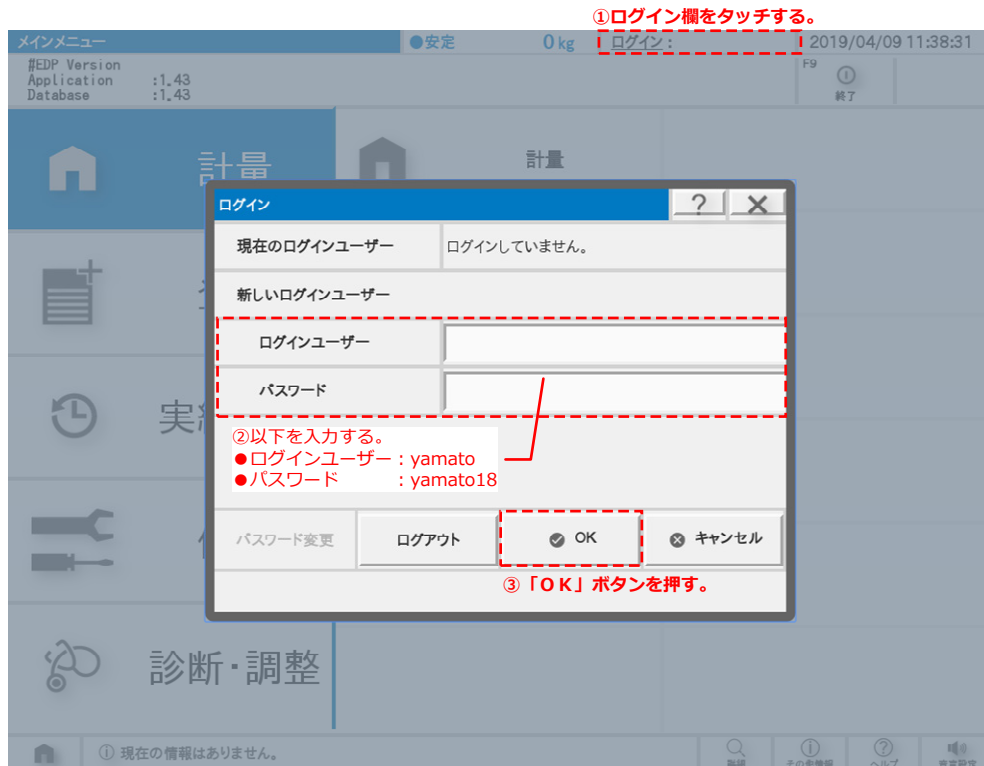 ①ログイン欄をタッチする。
メインメニュー
●安定
0 kg
ログイン :
2019/04/09 11:38:31
#EDP Version
Application :1.43
Database :1.43
F9
終了
計量
計量
ログイン
?
現在のログインユーザー
ログインしていません。
新しいログインユーザー
ログインユーザー
パスワード
実
②以下を入力する。
●ログインユーザー：yamato
●パスワード ：yamato18
パスワード変更
ログアウト
OK
キャンセル
③「ＯＫ」ボタンを押す。
診断・調整
現在の情報はありません。
その他情報
ヘルプ